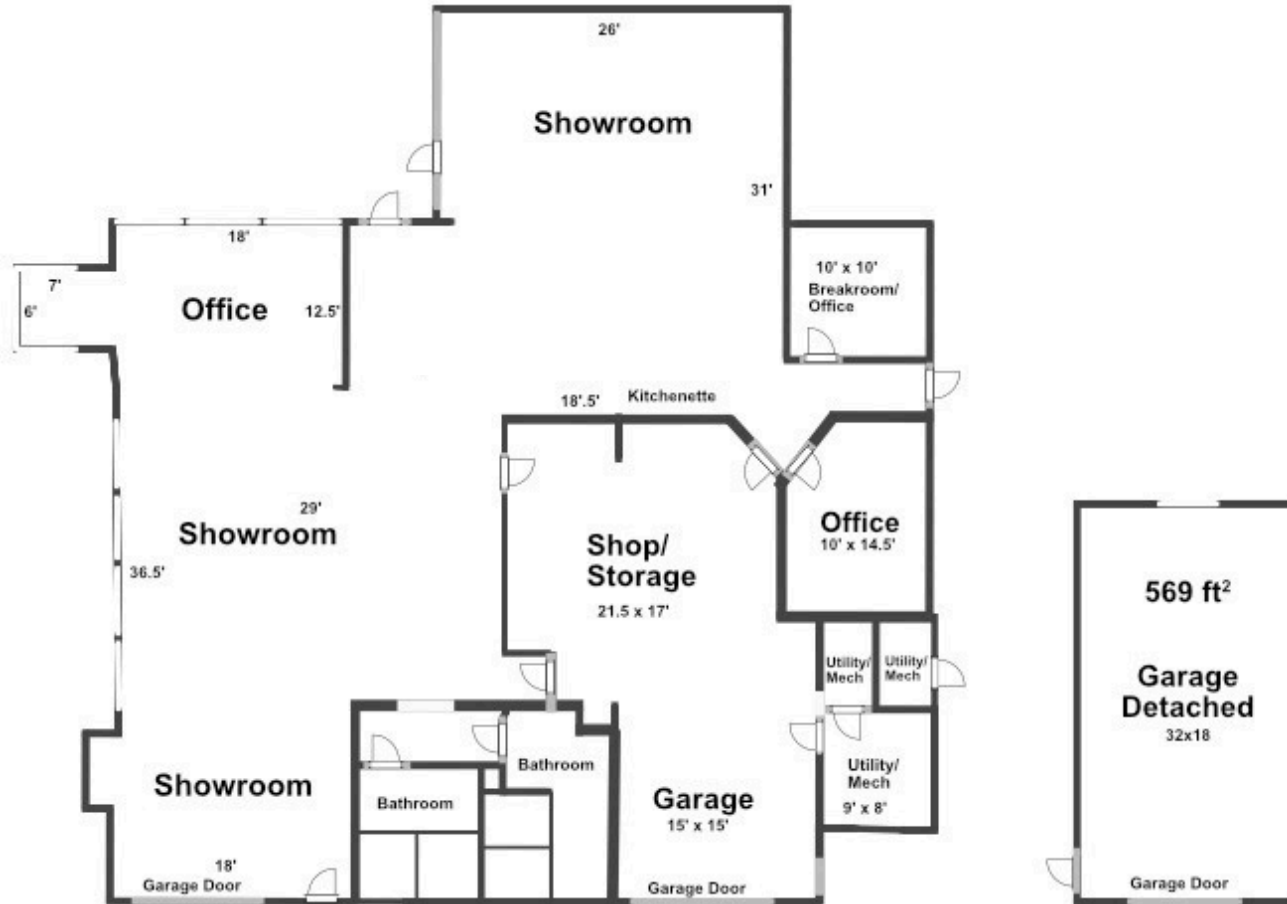 26'
Showroom
31'
18'
7'
6'
Office
12.5'
10' x 10'
Breakroom/
Office
18'.5'
Kitchenette
29'
Showroom
36.5'
Shop/
Storage
21.5 x 17'
Office
10' x 14.5'
569 ft²
Garage
Detached
32x18
Garage Door
Utility/
Mech
Utility/
Mech
Utility/
Mech
9' x 8'
Showroom
18'
Garage Door
Bathroom
Bathroom
Garage
15' x 15'
Garage Door